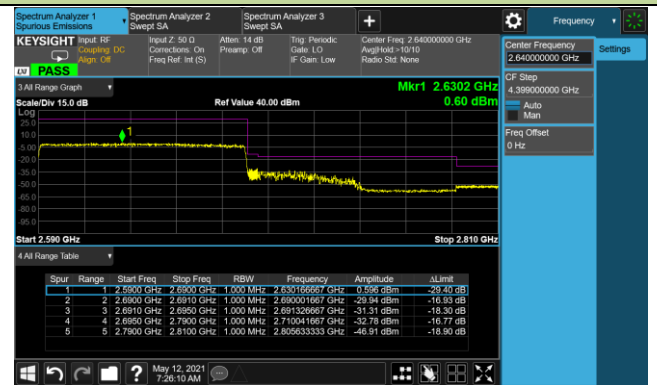 Spectrum Analyzer 1
Spurious Emissions
Spectrum Analyzer 2
Swept SA
Spectrum Analyzer 3
Swept SA
Frequency
KEYSIGHT
Input: RF
Coupling: DC
Align: Off
Input Z: 50 Ω
Corrections: On
Freq Ref: Int (S)
Atten: 14 dB
Preamp: Off
Trig: Periodic
Gate: LO
IF Gain: Low
Center Freq: 2.640000000 GHz
Avg|Hold:>10/10
Radio Std: None
LXI PASS
Center Frequency
2.640000000 GHz
Settings
CF Step
4.399000000 GHz
Auto
Man
Freq Offset
0 Hz
3 All Range Graph
Mkr1 2.6302 GHz
Scale/Div 15.0 dB
Ref Value 40.00 dBm
0.60 dBm
Log
25.0
10.0
-5.00
-20.0
-35.0
-50.0
-65.0
-80.0
-95.0
1
Start 2.590 GHz
Stop 2.810 GHz
4 All Range Table
Spur Range Start Freq Stop Freq RBW Frequency Amplitude ΔLimit
1 1 2.5900 GHz 2.6900 GHz 1.000 MHz 2.630166667 GHz 0.596 dBm -29.40 dB
2 2 2.6900 GHz 2.6910 GHz 1.000 MHz 2.690001667 GHz -29.94 dBm -16.93 dB
3 3 2.6910 GHz 2.6950 GHz 1.000 MHz 2.691326667 GHz -31.31 dBm -18.30 dB
4 4 2.6950 GHz 2.7900 GHz 1.000 MHz 2.710041667 GHz -32.78 dBm -16.77 dB
5 5 2.7900 GHz 2.8100 GHz 1.000 MHz 2.805633333 GHz -46.91 dBm -18.90 dB
May 12, 2021
7:26:10 AM